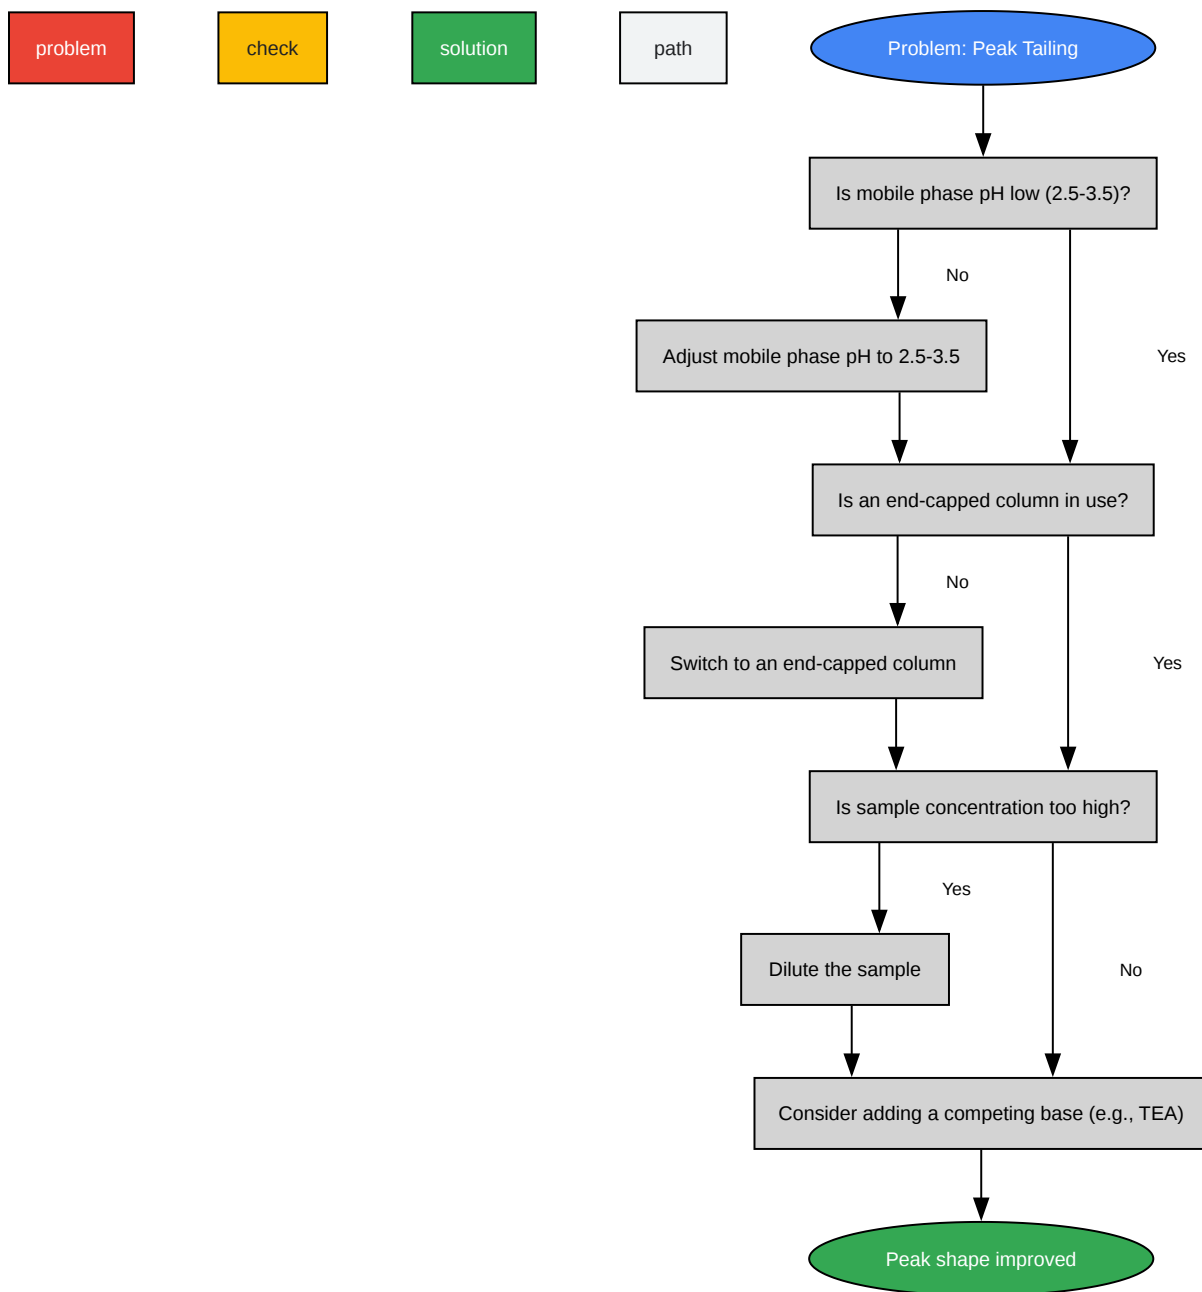 problem
check
solution
path
Problem: Peak Tailing
Is mobile phase pH low (2.5-3.5)?
No
Adjust mobile phase pH to 2.5-3.5
Yes
Is an end-capped column in use?
No
Switch to an end-capped column
Yes
Is sample concentration too high?
Yes
Dilute the sample
No
Consider adding a competing base (e.g., TEA)
Peak shape improved